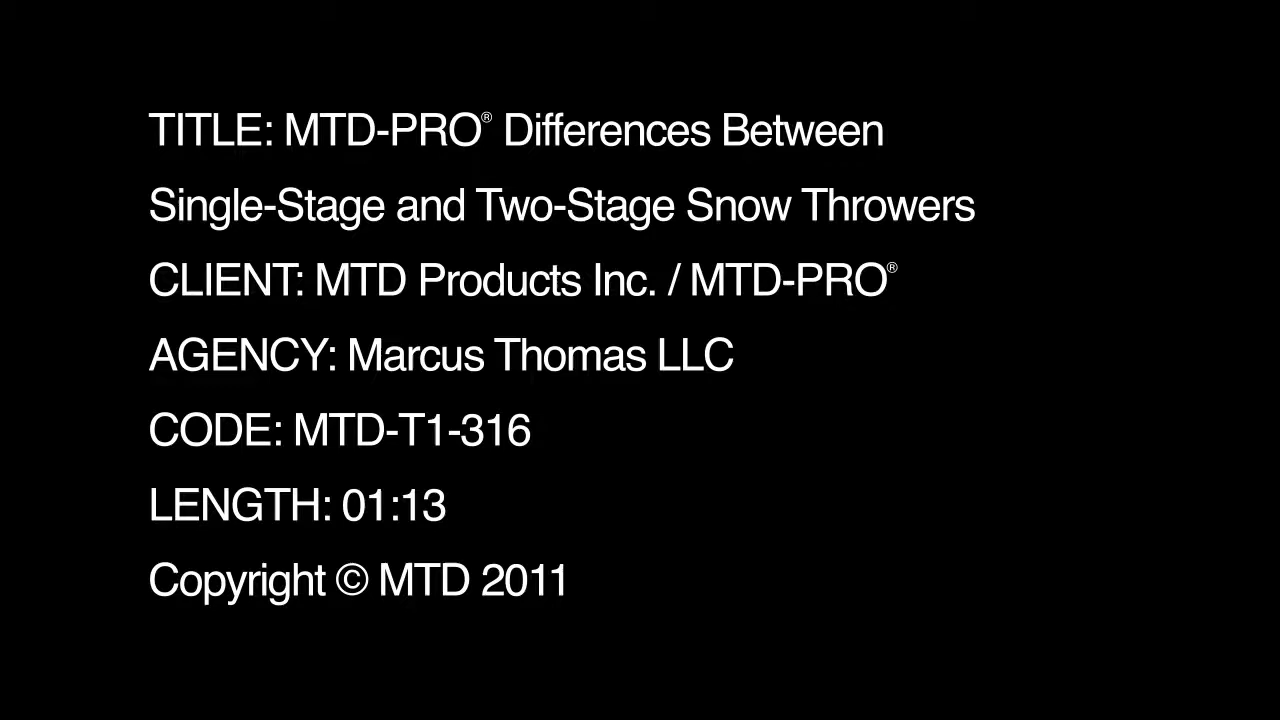 TITLE: MTD-PRO® Differences Between
Single-Stage and Two-Stage Snow Throwers
CLIENT: MTD Products Inc. / MTD-PRO®
AGENCY: Marcus Thomas LLC
CODE: MTD-T1-316
LENGTH: 01:13
Copyright © MTD 2011